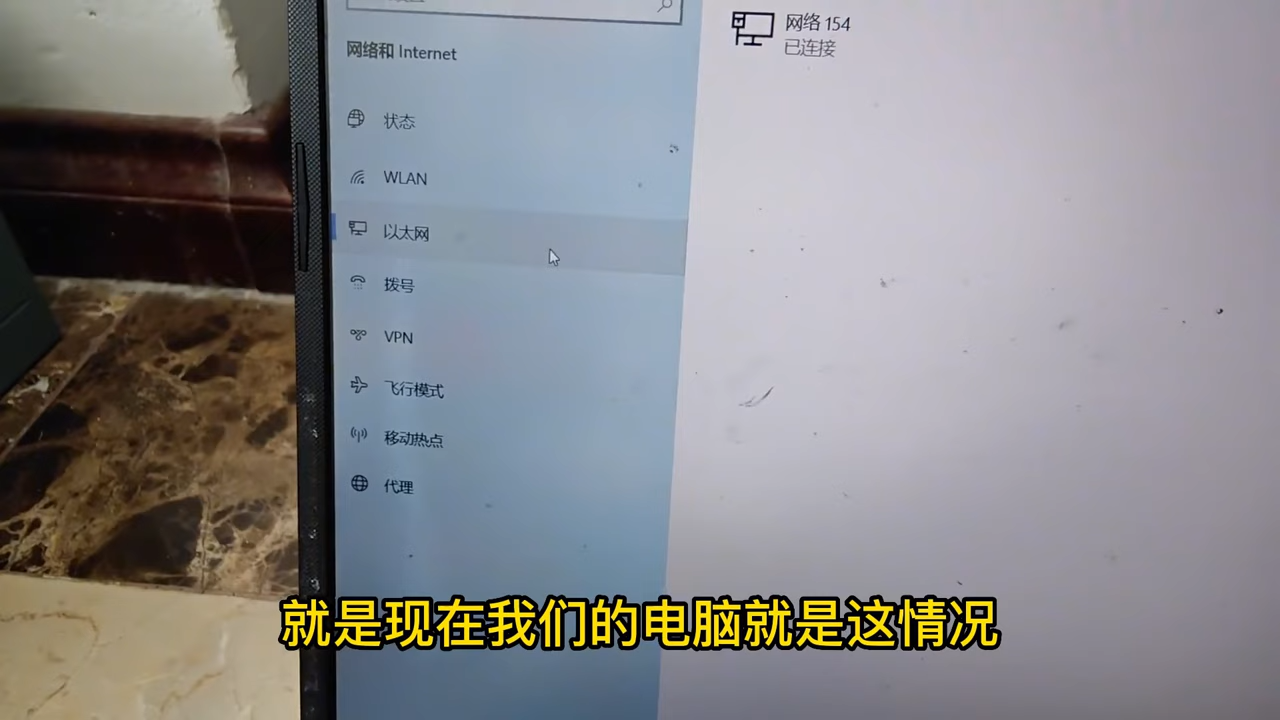 网络和 Internet
状态
WLAN
以太网
拨号
VPN
飞行模式
移动热点
代理
网络 154
已连接
就是现在我们的电脑就是这情况